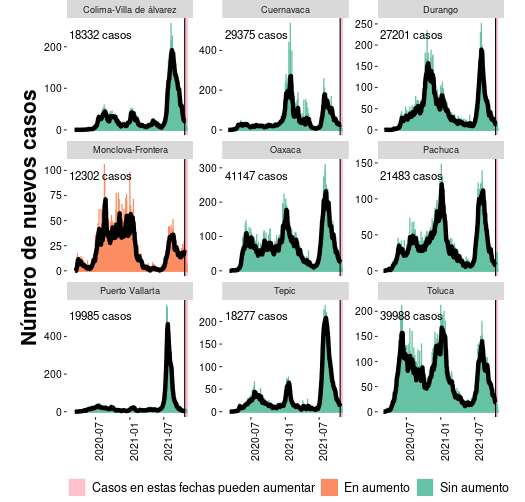 Número de nuevos casos
Colima-Villa de álvarez
Cuernavaca
Durango
18332 casos
29375 casos
27201 casos
200
100
0
400
200
0
250
200
150
100
50
0
Monclova-Frontera
Oaxaca
Pachuca
12302 casos
41147 casos
21483 casos
100
75
50
25
0
300
200
100
0
150
100
50
0
Puerto Vallarta
Tepic
Toluca
19985 casos
18277 casos
39988 casos
400
200
0
200
150
100
50
0
200
150
100
50
0
2020-07
2021-01
2021-07
2020-07
2021-01
2021-07
2020-07
2021-01
2021-07
Casos en estas fechas pueden aumentar
En aumento
Sin aumento